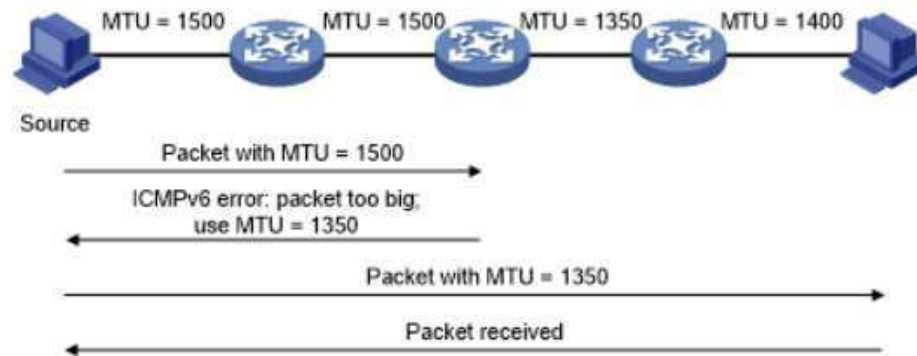 MTU = 1500 MTU = 1500 MTU = 1350 MTU = 1400
Source
Packet with MTU = 1500
ICMPv6 error: packet too big;
use MTU = 1350
Packet with MTU = 1350
Packet received